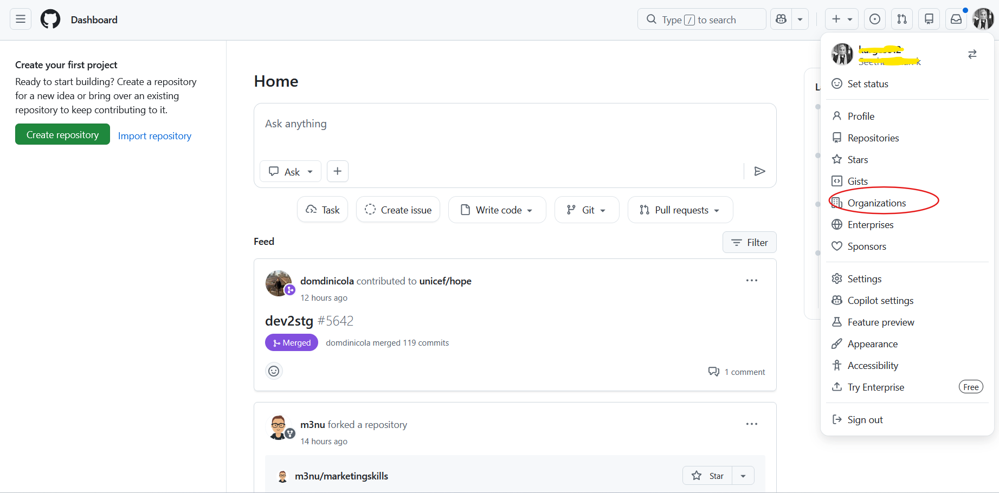 Dashboard
Type / to search
Create your first project
Ready to start building? Create a repository
for a new idea or bring over an existing
repository to keep contributing to it.
Create repository
Import repository
Home
Ask anything
Ask
Task
Create issue
Write code
Git
Pull requests
Feed
Filter
domdinicola contributed to unicef/hope
12 hours ago
dev2stg #5642
Merged
domdinicola merged 119 commits
1 comment
m3nu forked a repository
14 hours ago
m3nu/marketingskills
Star
Set status
Profile
Repositories
Stars
Gists
Organizations
Enterprises
Sponsors
Settings
Copilot settings
Feature preview
Appearance
Accessibility
Try Enterprise
Free
Sign out